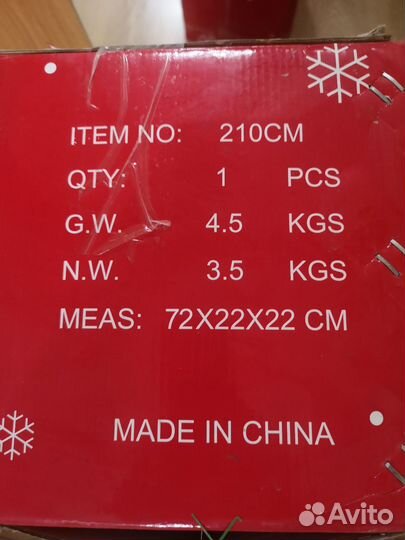 ITEM NO: 210CM
QTY: 1 PCS
G.W. 4.5 KGS
N.W. 3.5 KGS
MEAS: 72X22X22 CM
MADE IN CHINA
Avito